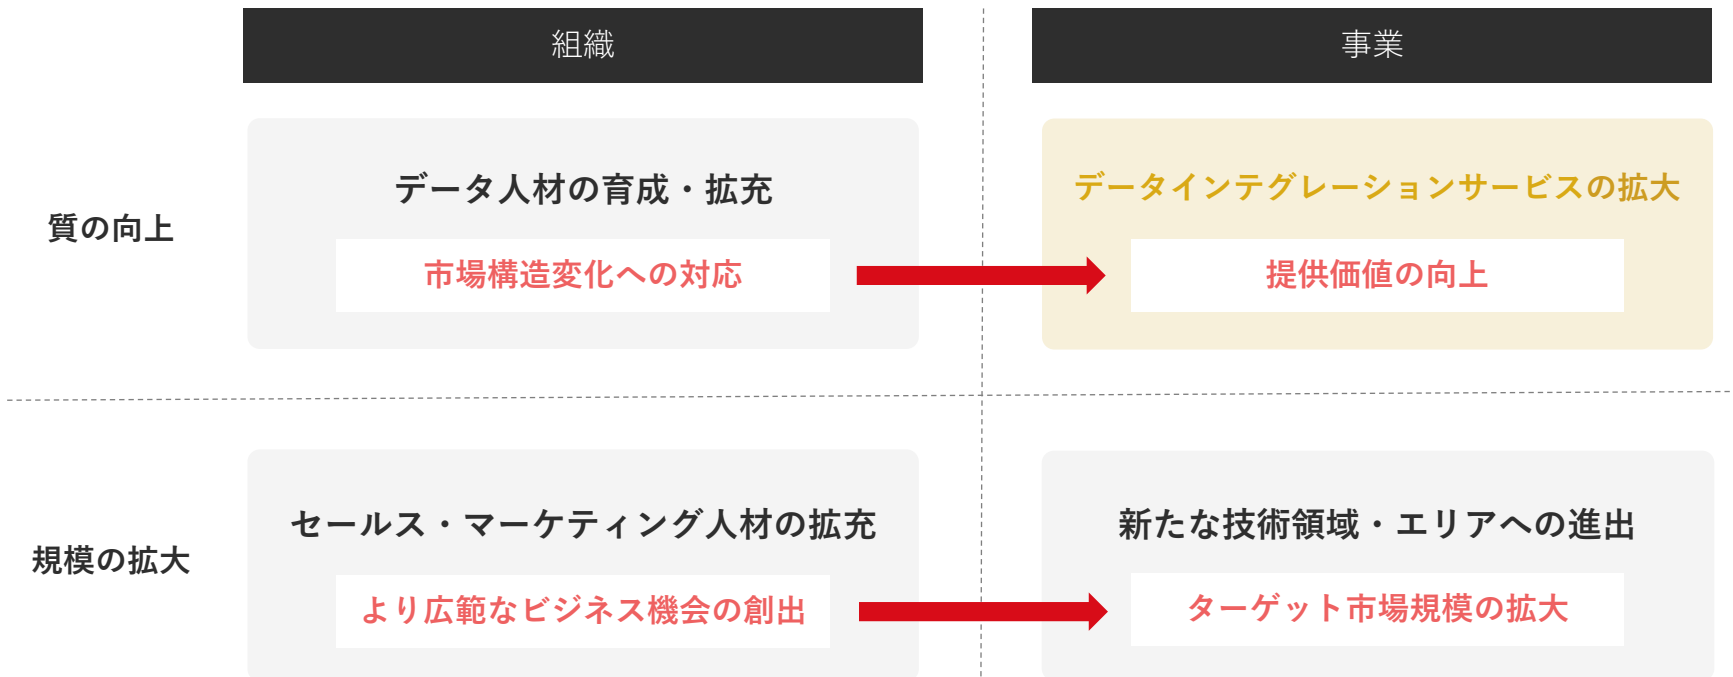 組織
事業
質の向上
データ人材の育成・拡充
市場構造変化への対応
データインテグレーションサービスの拡大
提供価値の向上
規模の拡大
セールス・マーケティング人材の拡充
より広範なビジネス機会の創出
新たな技術領域・エリアへの進出
ターゲット市場規模の拡大